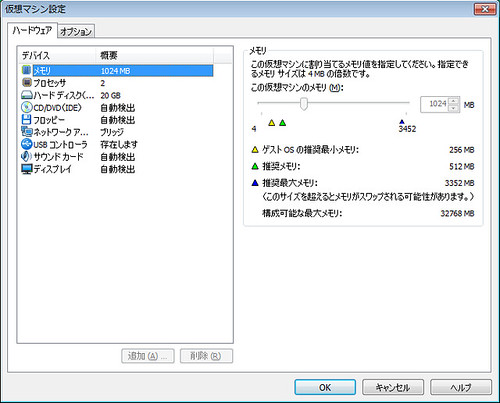 仮想マシン設定
ハードウェア オプション
デバイス 概要
メモリ 1024 MB
プロセッサ 2
ハード ディスク(... 20 GB
CD/DVD(IDE) 自動検出
フロッピー 自動検出
ネットワーク ア... ブリッジ
USB コントローラ 存在します
サウンド カード 自動検出
ディスプレイ 自動検出
追加 (A) ... 削除 (R)
メモリ
この仮想マシンに割り当てるメモリ値を指定してください。指定でき
るメモリ サイズは 4 MB の倍数です。
この仮想マシンのメモリ (M):
1024 MB
4 3452
ゲスト OS の推奨最小メモリ: 256 MB
推奨メモリ: 512 MB
推奨最大メモリ: 3352 MB
(このサイズを超えるとメモリがスワップされる可能性があります。)
構成可能な最大メモリ: 32768 MB
OK キャンセル ヘルプ